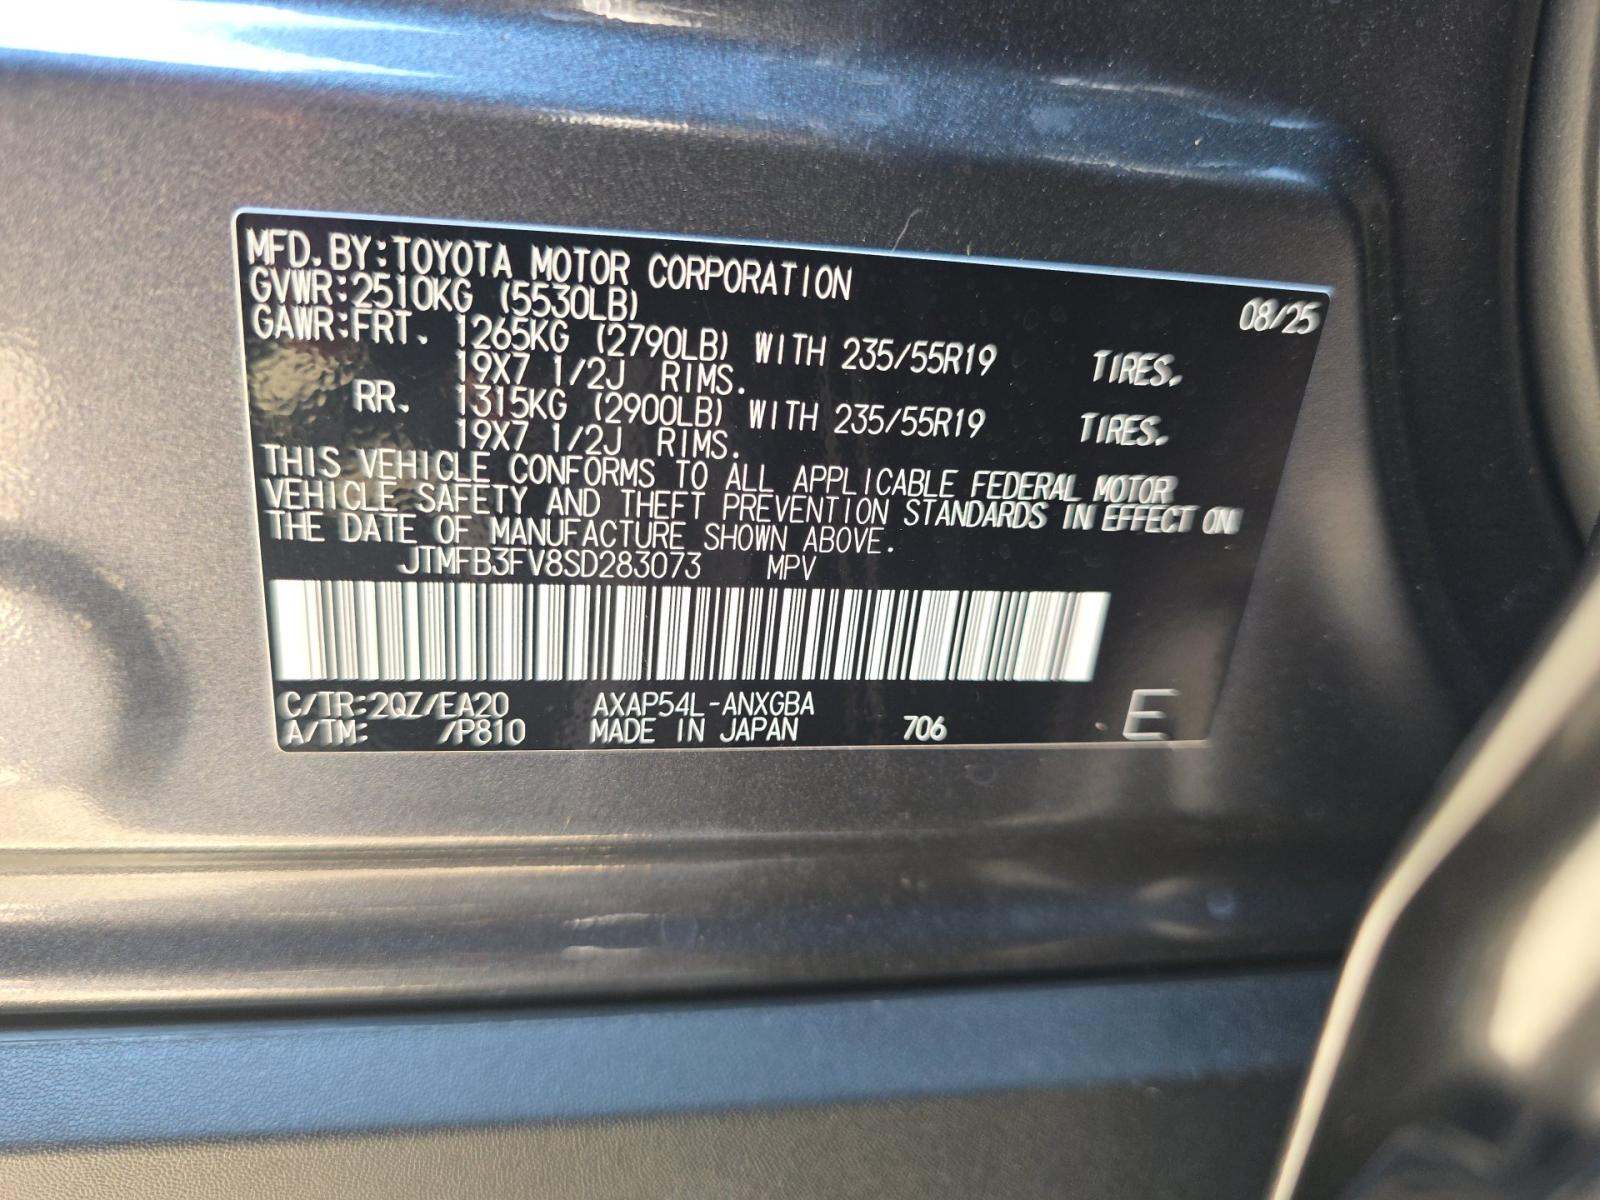 MFD. BY: TOYOTA MOTOR CORPORATION 08/25
GVWR: 2510KG (5530LB)
GAWR: FRT. 1265KG (2790LB) WITH 235/55R19 TIRES.
19X7 1/2J RIMS.
RR. 1315KG (2900LB) WITH 235/55R19 TIRES.
19X7 1/2J RIMS.
THIS VEHICLE CONFORMS TO ALL APPLICABLE FEDERAL MOTOR
VEHICLE SAFETY AND THEFT PREVENTION STANDARDS IN EFFECT ON
THE DATE OF MANUFACTURE SHOWN ABOVE.
JTMFB3FV8SD283073 MPV
C/TR: 2QZ/EA20 AXAP54L-ANXGBA
A/TM: /P810 MADE IN JAPAN 706 E